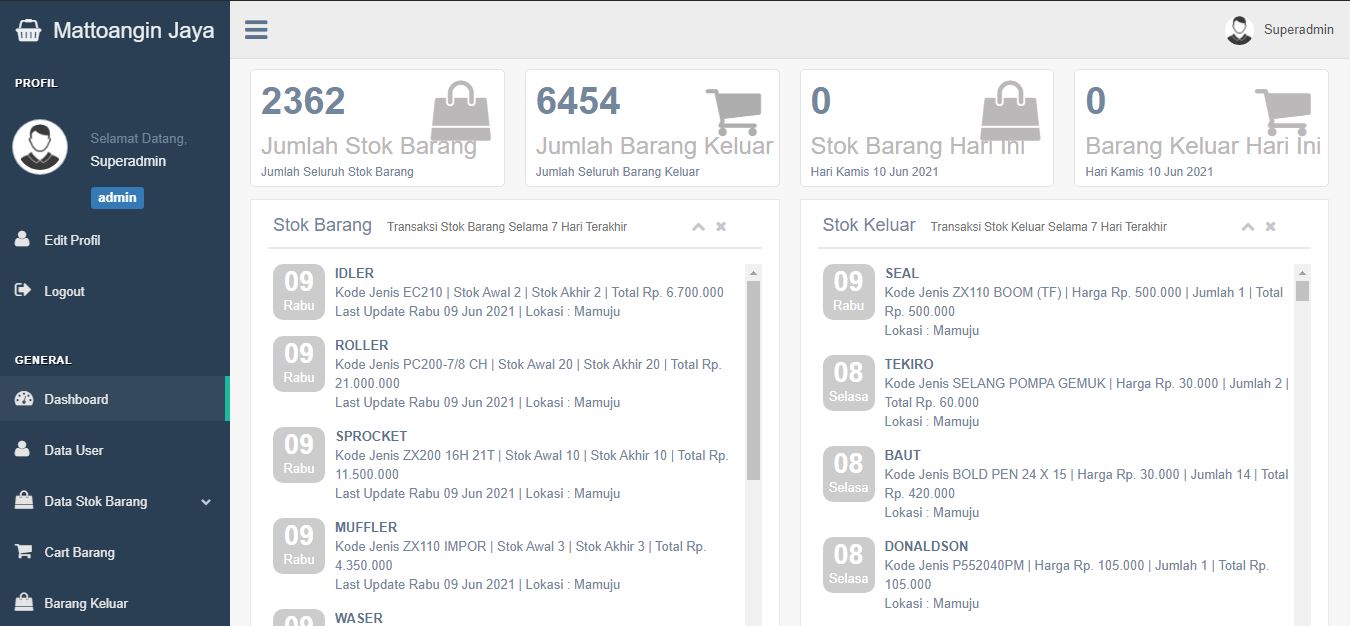 Mattoangin Jaya
PROFIL
Selamat Datang,
Superadmin
admin
Edit Profil
Logout
GENERAL
Dashboard
Data User
Data Stok Barang
Cart Barang
Barang Keluar
Superadmin
2362
Jumlah Stok Barang
Jumlah Seluruh Stok Barang
6454
Jumlah Barang Keluar
Jumlah Seluruh Barang Keluar
0
Stok Barang Hari Ini
Hari Kamis 10 Jun 2021
0
Barang Keluar Hari Ini
Hari Kamis 10 Jun 2021
Stok Barang Transaksi Stok Barang Selama 7 Hari Terakhir
09
Rabu
IDLER
Kode Jenis EC210 | Stok Awal 2 | Stok Akhir 2 | Total Rp. 6.700.000
Last Update Rabu 09 Jun 2021 | Lokasi : Mamuju
09
Rabu
ROLLER
Kode Jenis PC200-7/8 CH | Stok Awal 20 | Stok Akhir 20 | Total Rp.
21.000.000
Last Update Rabu 09 Jun 2021 | Lokasi : Mamuju
09
Rabu
SPROCKET
Kode Jenis ZX200 16H 21T | Stok Awal 10 | Stok Akhir 10 | Total Rp.
11.500.000
Last Update Rabu 09 Jun 2021 | Lokasi : Mamuju
09
Rabu
MUFFLER
Kode Jenis ZX110 IMPOR | Stok Awal 3 | Stok Akhir 3 | Total Rp.
4.350.000
Last Update Rabu 09 Jun 2021 | Lokasi : Mamuju
09
WASER
Stok Keluar Transaksi Stok Keluar Selama 7 Hari Terakhir
09
Rabu
SEAL
Kode Jenis ZX110 BOOM (TF) | Harga Rp. 500.000 | Jumlah 1 | Total
Rp. 500.000
Lokasi : Mamuju
08
Selasa
TEKIRO
Kode Jenis SELANG POMPA GEMUK | Harga Rp. 30.000 | Jumlah 2 |
Total Rp. 60.000
Lokasi : Mamuju
08
Selasa
BAUT
Kode Jenis BOLD PEN 24 X 15 | Harga Rp. 30.000 | Jumlah 14 | Total
Rp. 420.000
Lokasi : Mamuju
08
Selasa
DONALDSON
Kode Jenis P552040PM | Harga Rp. 105.000 | Jumlah 1 | Total Rp.
105.000
Lokasi : Mamuju